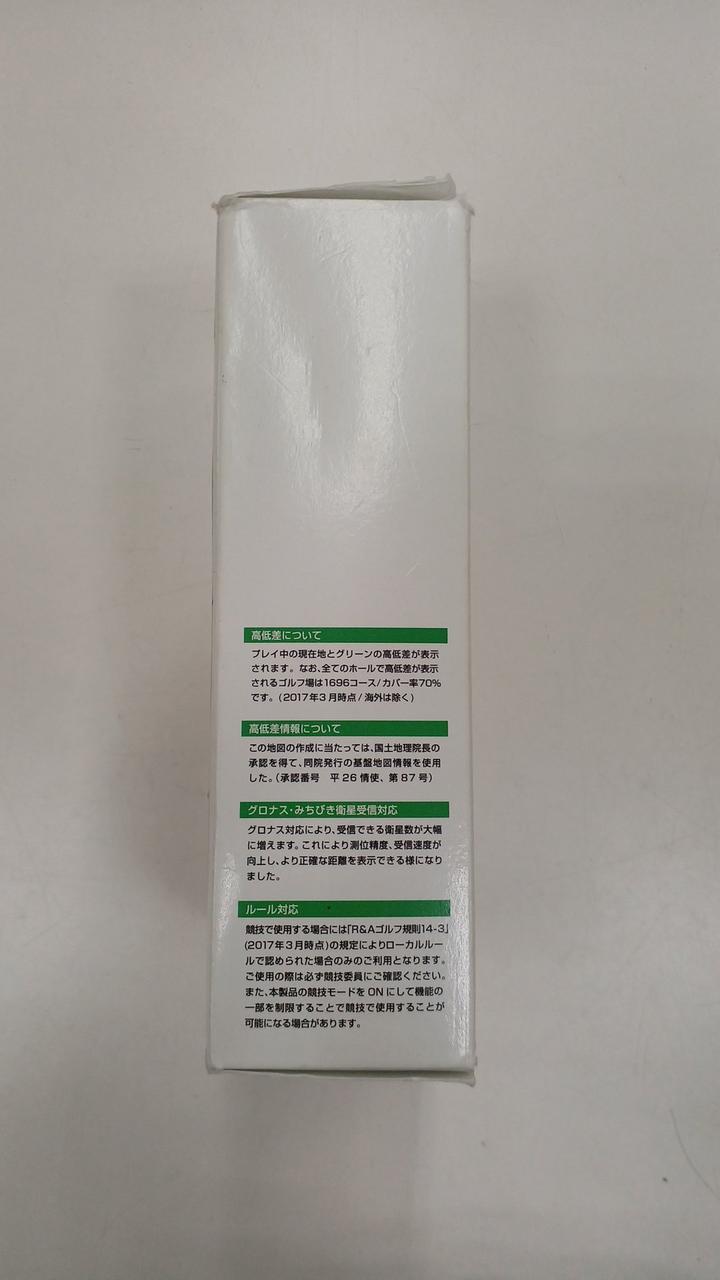 高低差について
プレイ中の現在地とグリーンの高低差が表示
されます。なお、全てのホールで高低差が表示
されるゴルフ場は1696コース/カバー率70%
です。(2017年3月時点/海外は除く)
高低差情報について
この地図の作成に当たっては、国土地理院長の
承認を得て、同院発行の基盤地図情報を使用
した。(承認番号 平26情使、第87号)
グロナス・みちびき衛星受信対応
グロナス対応により、受信できる衛星数が大幅
に増えます。これにより測位精度、受信速度が
向上し、より正確な距離を表示できる様になり
ました。
ルール対応
競技で使用する場合には「R&Aゴルフ規則14-3」
(2017年3月時点)の規定によりローカルルー
ルで認められた場合のみのご利用となります。
ご使用の際は必ず競技委員にご確認ください。
また、本製品の競技モードをONにして機能の
一部を制限することで競技で使用することが
可能になる場合があります。